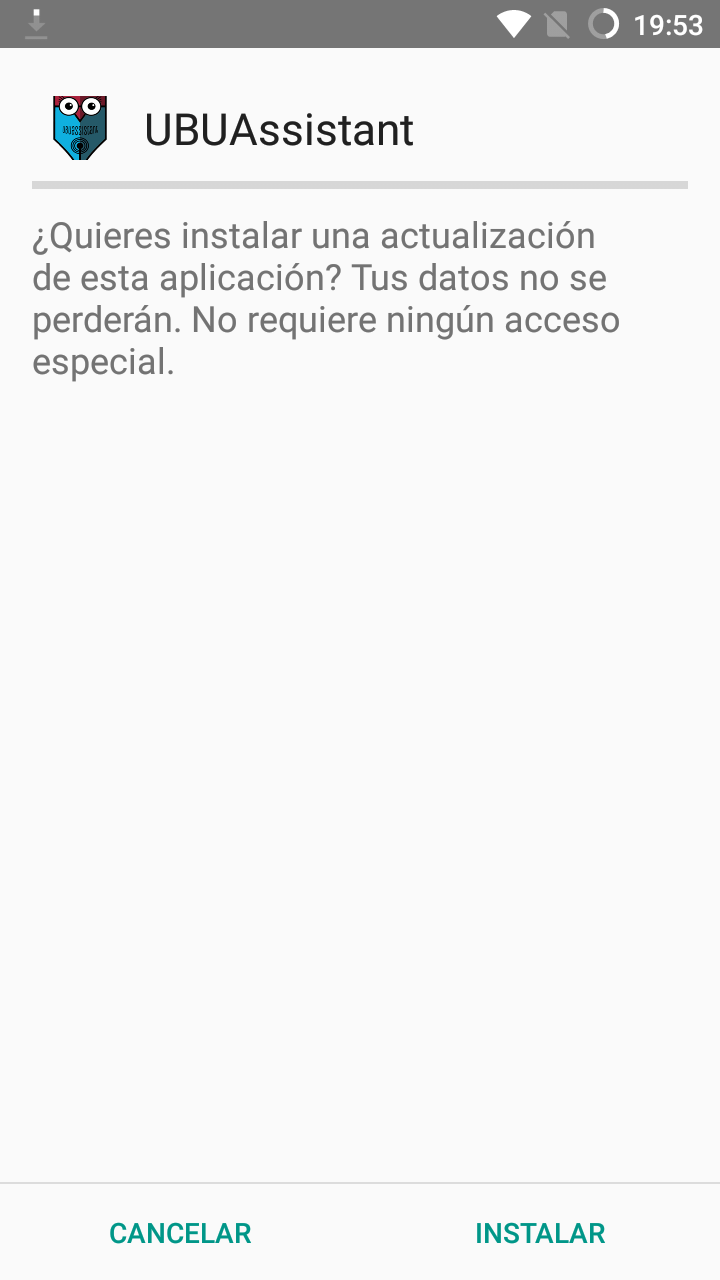 19:53
UBUAssistant
UBUAssistant
¿Quieres instalar una actualización
de esta aplicación? Tus datos no se
perderán. No requiere ningún acceso
especial.
CANCELAR
INSTALAR